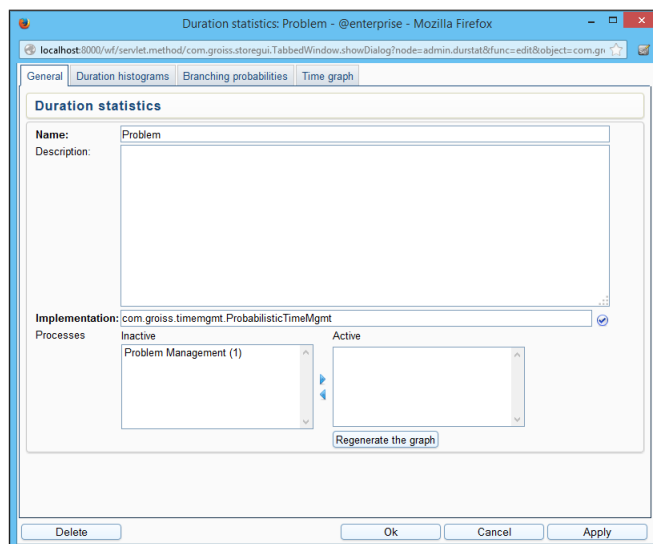 Duration statistics: Problem - @enterprise - Mozilla Firefox
localhost:8000/wf/servlet.method/com.groiss.storegui.TabbedWindow.showDialog?node=admin.durstat&func=edit&object=com.gr
General Duration histograms Branching probabilities Time graph
Duration statistics
Name: Problem
Description:
Implementation: com.groiss.timemgmt.ProbabilisticTimeMgmt
Processes Inactive Active
Problem Management (1)
Regenerate the graph
Delete Ok Cancel Apply